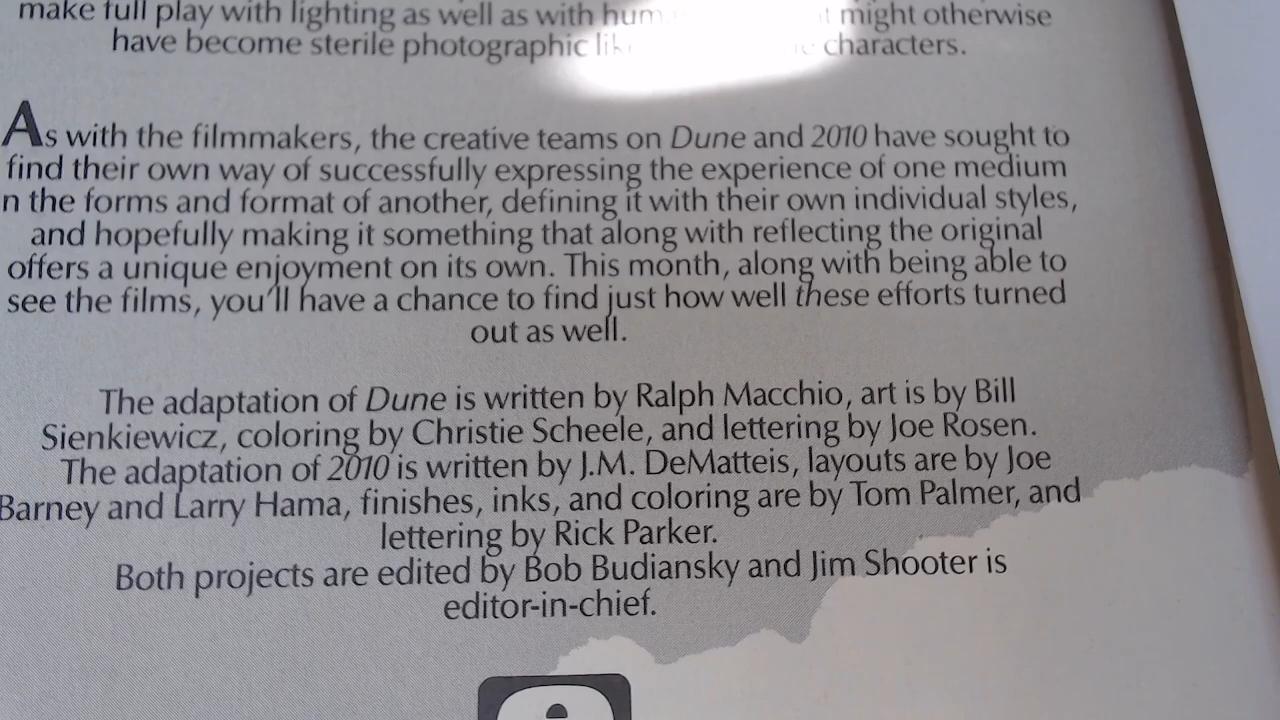 make full play with lighting as well as with might otherwise
have become sterile photographic characters.
As with the filmmakers, the creative teams on Dune and 2010 have sought to
find their own way of successfully expressing the experience of one medium
n the forms and format of another, defining it with their own individual styles,
and hopefully making it something that along with reflecting the original
offers a unique enjoyment on its own. This month, along with being able to
see the films, you'll have a chance to find just how well these efforts turned
out as well.
The adaptation of Dune is written by Ralph Macchio, art is by Bill
Sienkiewicz, coloring by Christie Scheele, and lettering by Joe Rosen.
The adaptation of 2010 is written by J.M. DeMatteis, layouts are by Joe
Barney and Larry Hama, finishes, inks, and coloring are by Tom Palmer, and
lettering by Rick Parker.
Both projects are edited by Bob Budiansky and Jim Shooter is
editor-in-chief.